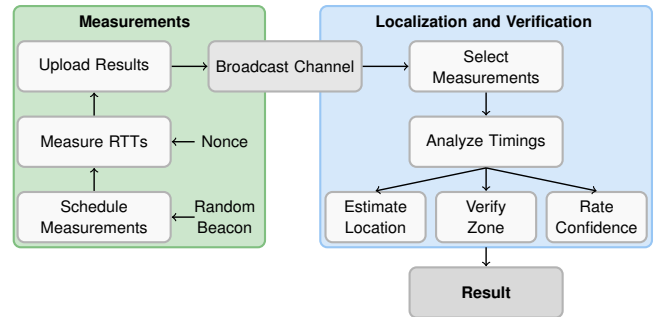 Measurements
Upload Results
Measure RTTs
Nonce
Schedule
Measurements
Random
Beacon
Broadcast Channel
Localization and Verification
Select
Measurements
Analyze Timings
Estimate
Location
Verify
Zone
Rate
Confidence
Result